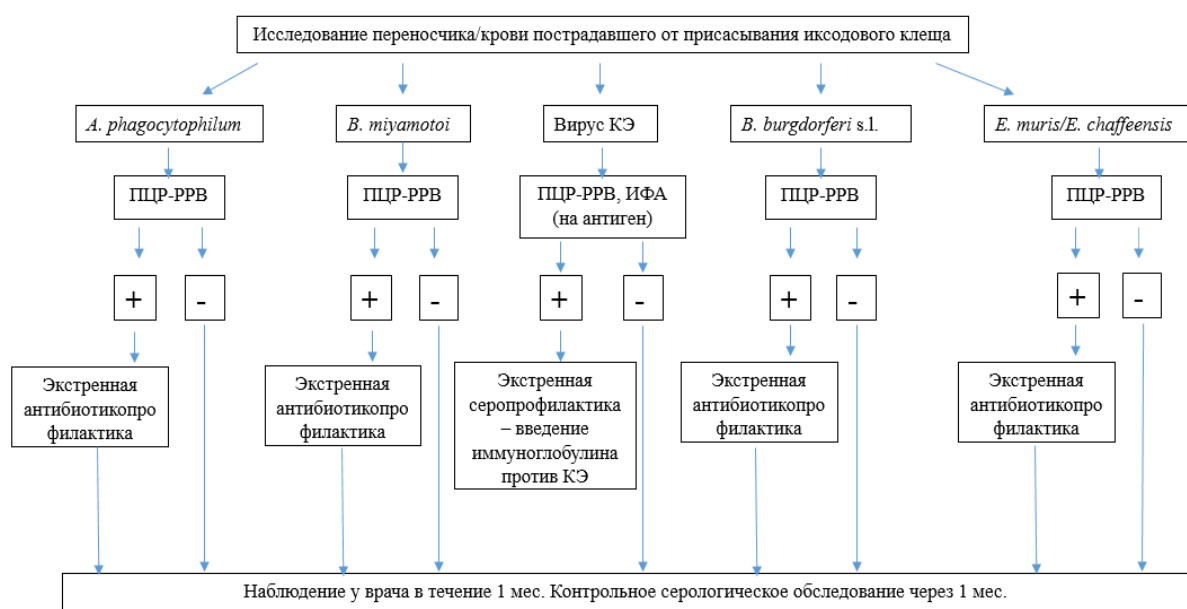 Исследование переносчика/крови пострадавшего от присасывания иксодового клеща
A. phagocytophilum
B. miyamotoi
Вирус КЭ
B. burgdorferi s.l.
E. muris/E. chaffeensis
ПЦР-РРВ
ПЦР-РРВ
ПЦР-РРВ, ИФА
(на антиген)
ПЦР-РРВ
ПЦР-РРВ
+
-
+
-
+
-
+
-
+
-
Экстренная
антибиотикопро
филактика
Экстренная
антибиотикопро
филактика
Экстренная
серопрофилактика
– введение
иммуноглобулина
против КЭ
Экстренная
антибиотикопро
филактика
Экстренная
антибиотикопро
филактика
Наблюдение у врача в течение 1 мес. Контрольное серологическое обследование через 1 мес.